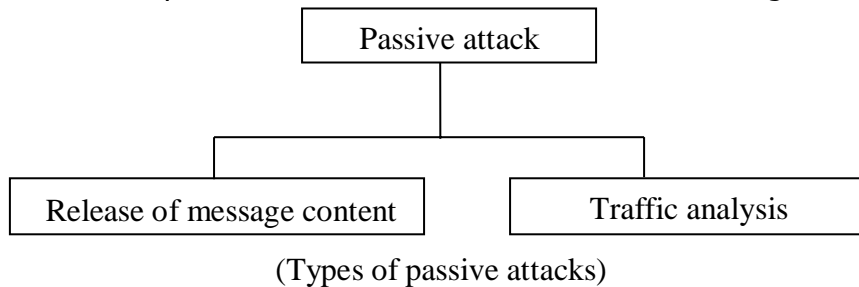 Passive attack
Release of message content
Traffic analysis
(Types of passive attacks)